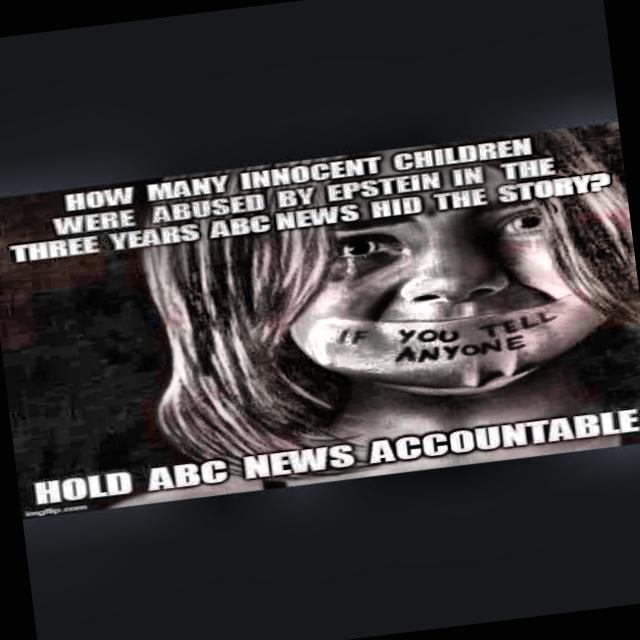 HOW MANY INNOCENT CHILDREN
WERE ABUSED BY EPSTEIN IN THE
THREE YEARS ABC NEWS HID THE STORY?
IF YOU TELL
ANYONE
HOLD ABC NEWS ACCOUNTABLE
imgflip.com